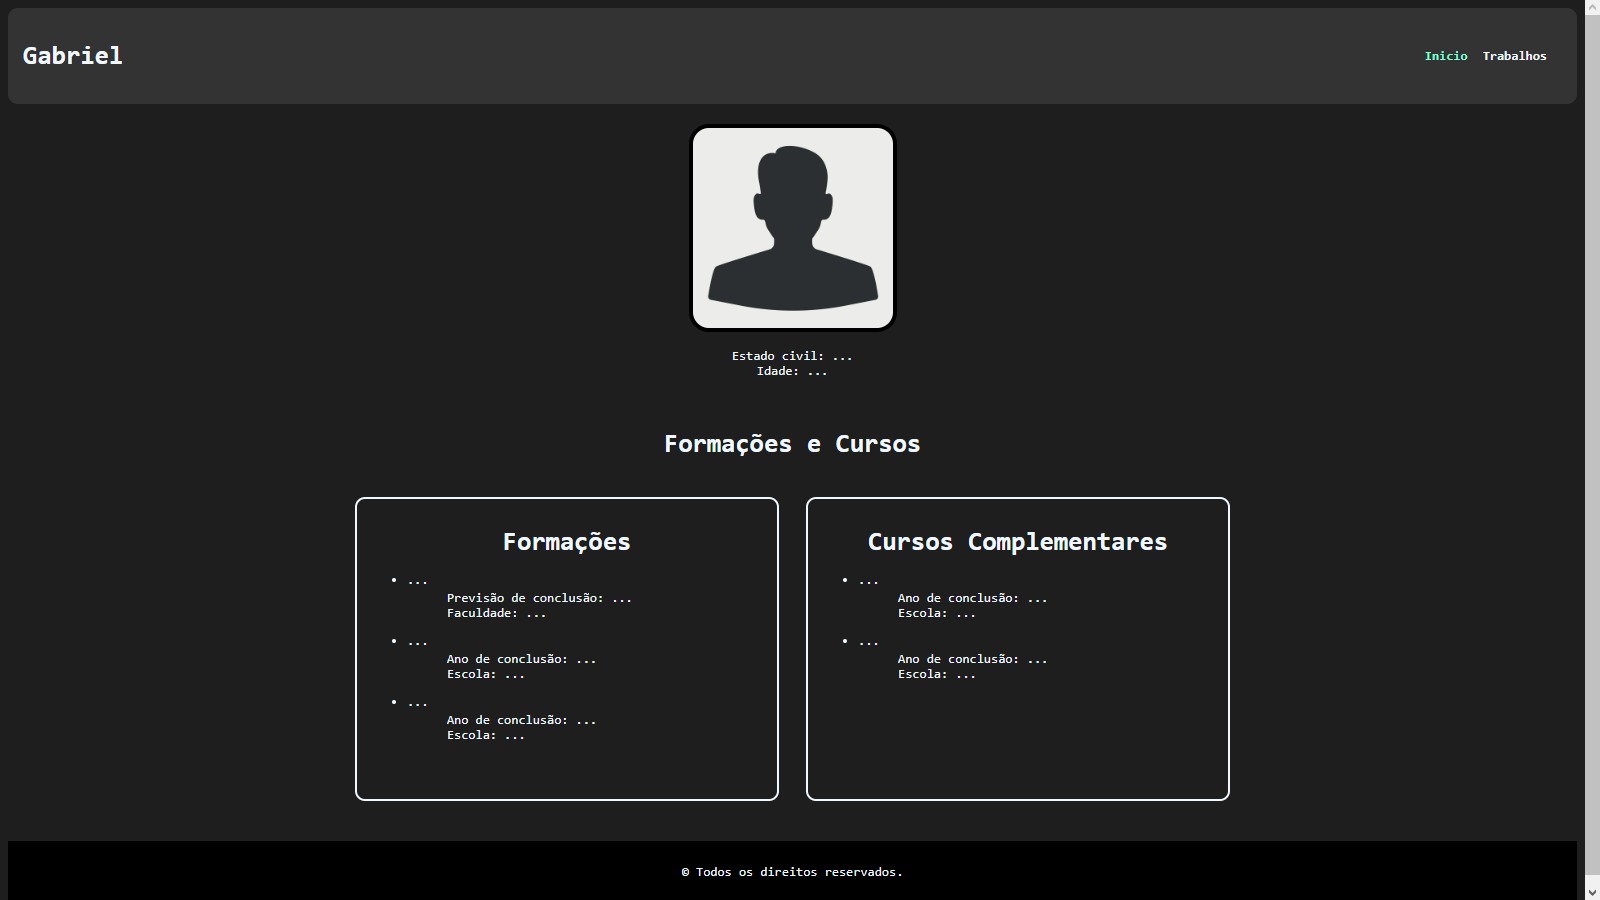 Gabriel
Inicio Trabalhos
Estado civil: ...
Idade: ...
Formações e Cursos
Formações
• ...
Previsão de conclusão: ...
Faculdade: ...
• ...
Ano de conclusão: ...
Escola: ...
• ...
Ano de conclusão: ...
Escola: ...
Cursos Complementares
• ...
Ano de conclusão: ...
Escola: ...
• ...
Ano de conclusão: ...
Escola: ...
© Todos os direitos reservados.